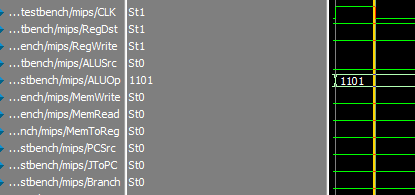 ...testbench/mips/CLK St1
...tbench/mips/RegDst St1
...ench/mips/RegWrite St1
...tbench/mips/ALUSrc St0
...stbench/mips/ALUOp 1101 1101
...ench/mips/MemWrite St0
...ench/mips/MemRead St0
...nch/mips/MemToReg St0
...stbench/mips/PCSrc St0
...stbench/mips/JToPC St0
...stbench/mips/Branch St0